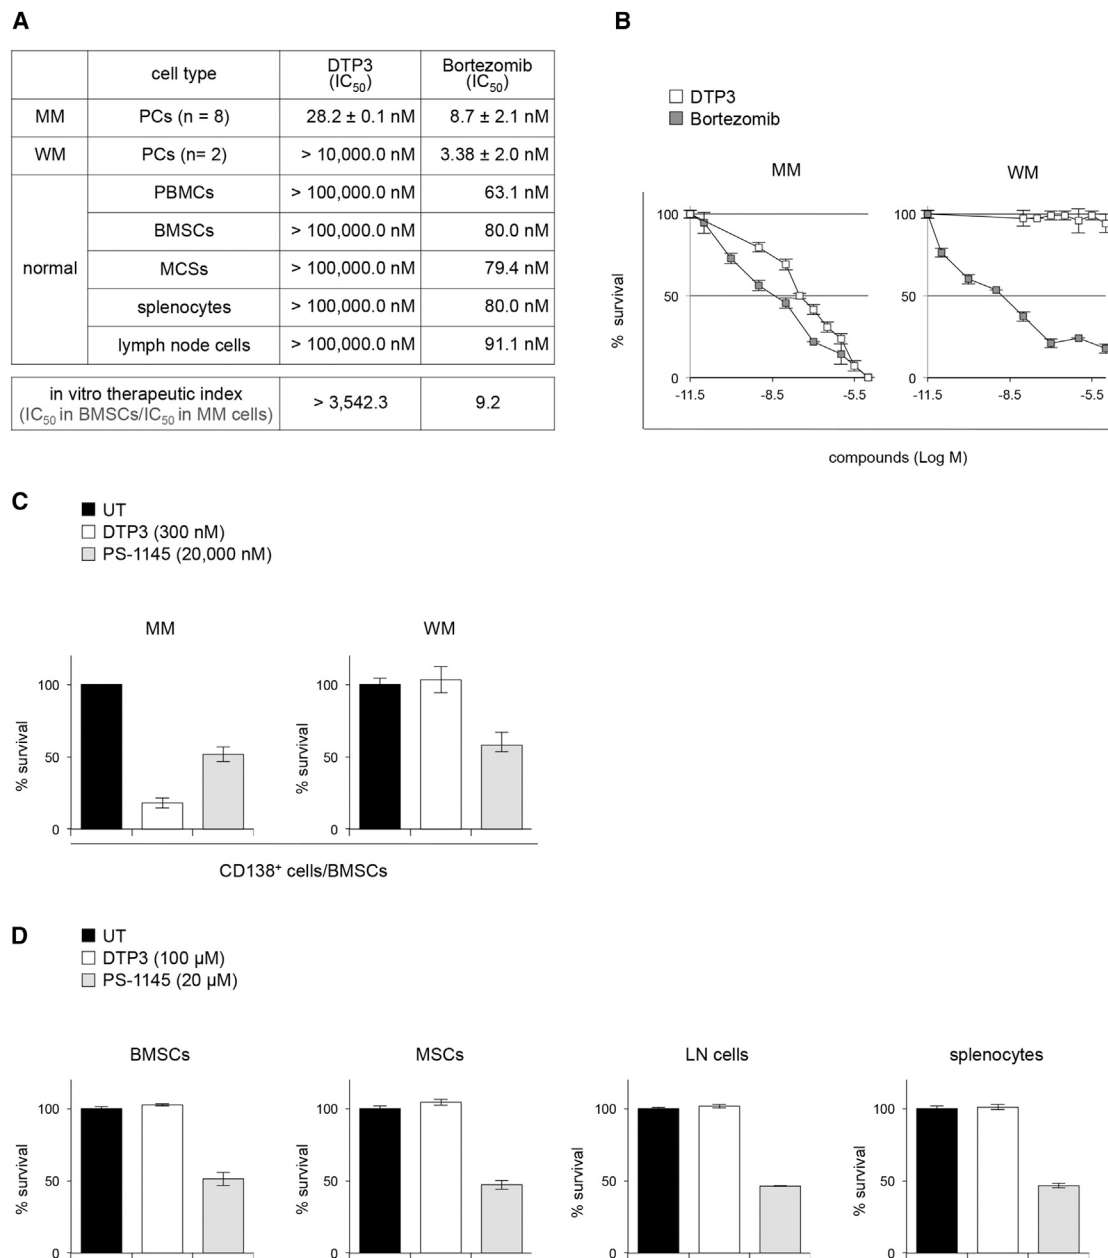 A
cell type DTP3 (IC50) Bortezomib (IC50)
MM PCs (n = 8) 28.2 ± 0.1 nM 8.7 ± 2.1 nM
WM PCs (n= 2) > 10,000.0 nM 3.38 ± 2.0 nM
normal PBMCs > 100,000.0 nM 63.1 nM
BMSCs > 100,000.0 nM 80.0 nM
MCSs > 100,000.0 nM 79.4 nM
splenocytes > 100,000.0 nM 80.0 nM
lymph node cells > 100,000.0 nM 91.1 nM
in vitro therapeutic index > 3,542.3 9.2
(IC50 in BMSCs/IC50 in MM cells)
B
DTP3
Bortezomib
MM WM
% survival
100 100
50 50
0 0
-11.5 -8.5 -5.5 -11.5 -8.5 -5.5
compounds (Log M)
C
UT
DTP3 (300 nM)
PS-1145 (20,000 nM)
MM WM
% survival % survival
100 100
50 50
0 0
CD138+ cells/BMSCs
D
UT
DTP3 (100 µM)
PS-1145 (20 µM)
BMSCs MSCs LN cells splenocytes
% survival % survival % survival % survival
100 100 100 100
50 50 50 50
0 0 0 0